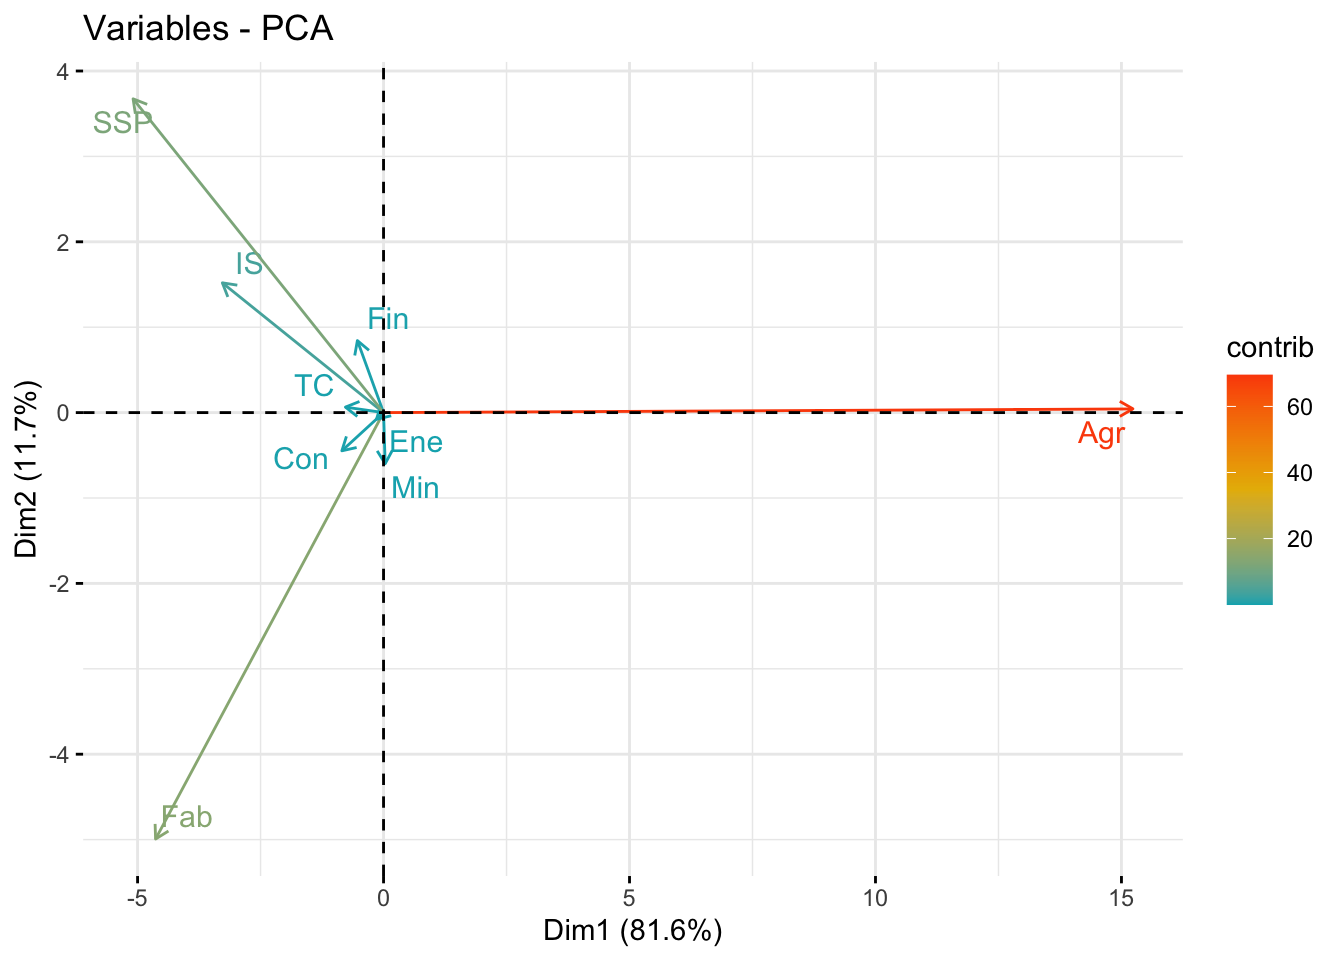 Variables - PCA
4
SSP
2
IS
Fin
TC
0
Ene
Agr
Con
Min
-2
-4
Fab
-5
0
5
10
15
Dim1 (81.6%)
Dim2 (11.7%)
contrib
60
40
20